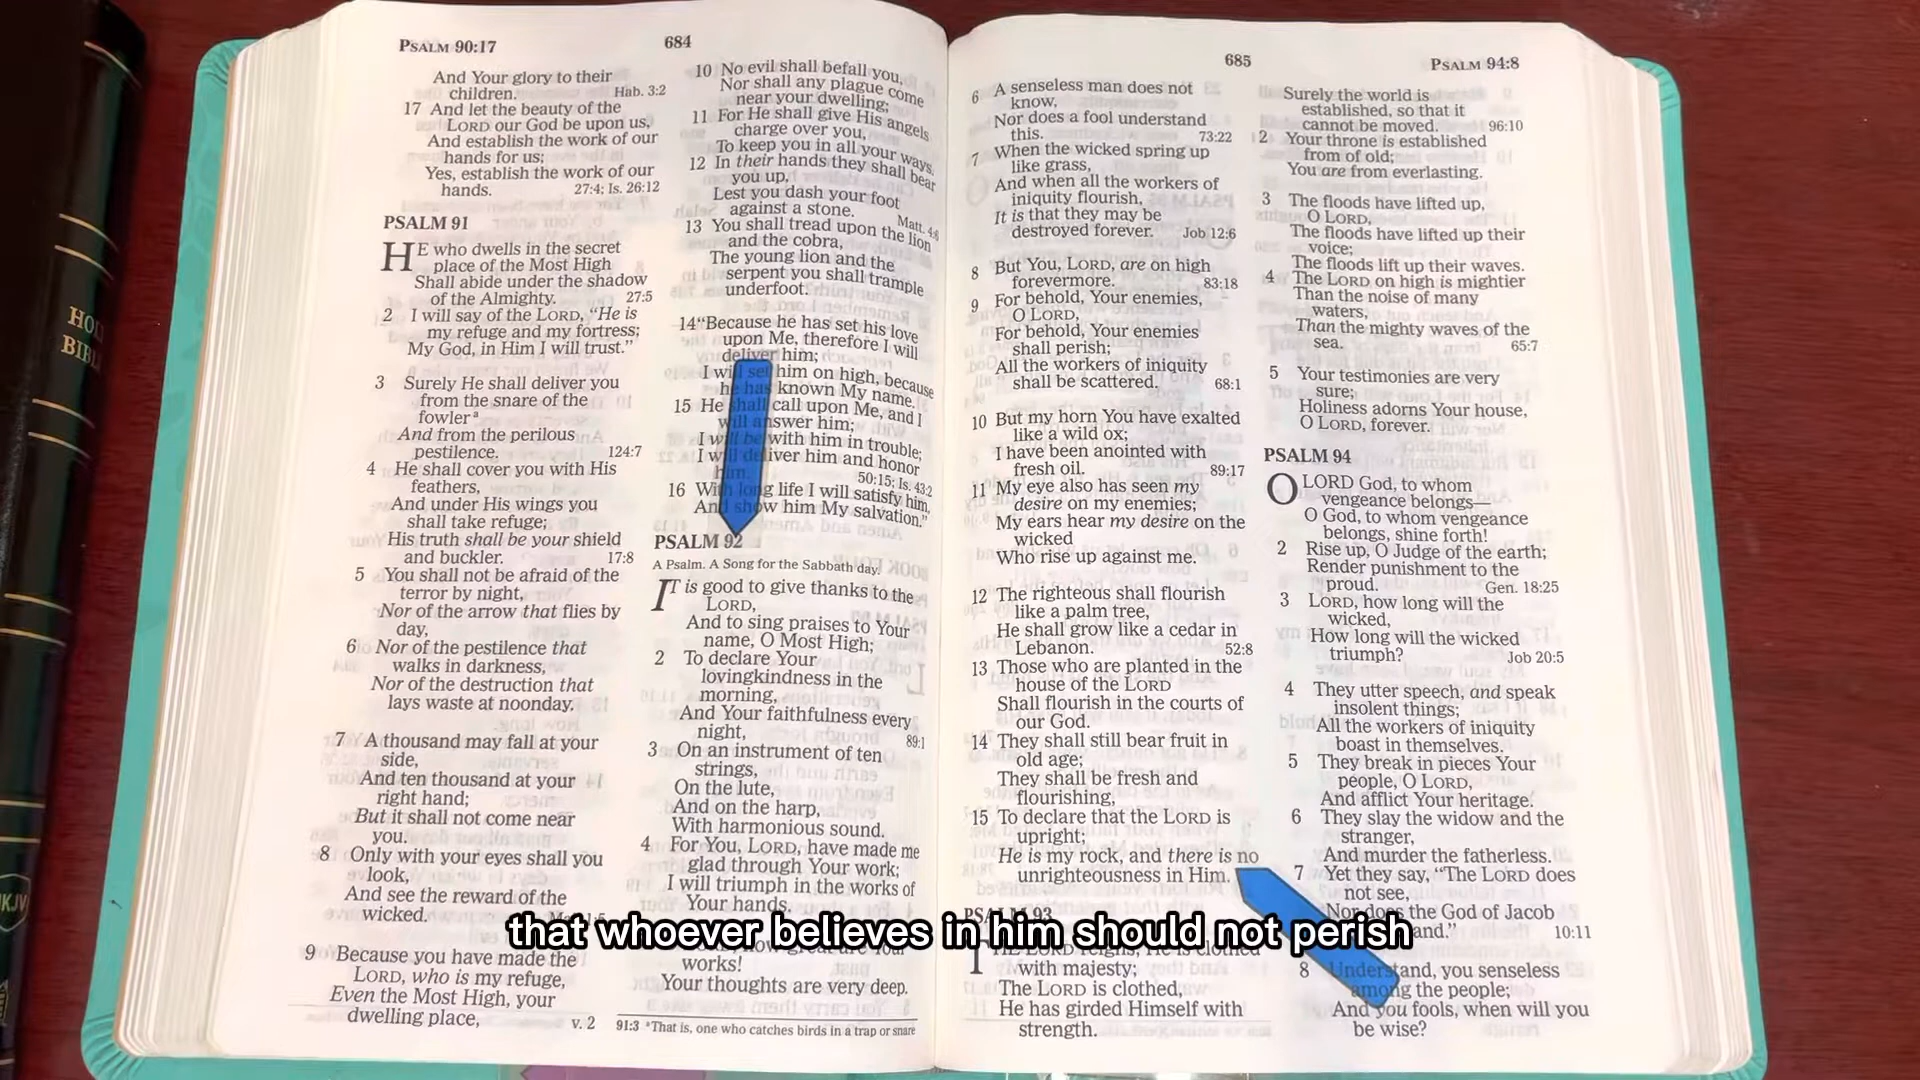 HOLY
BIBLE
NKJV
PSALM 90:17
684
And Your glory to their
children. Hab. 3:2
17 And let the beauty of the
LORD our God be upon us,
And establish the work of our
hands for us;
Yes, establish the work of our
hands. 27:4; Is. 26:12
PSALM 91
HE who dwells in the secret
place of the Most High
Shall abide under the shadow
of the Almighty. 27:5
2 I will say of the LORD, “He is
my refuge and my fortress;
My God, in Him I will trust.”
3 Surely He shall deliver you
from the snare of the
fowler a
And from the perilous
pestilence. 124:7
4 He shall cover you with His
feathers,
And under His wings you
shall take refuge;
His truth shall be your shield
and buckler. 17:8
5 You shall not be afraid of the
terror by night,
Nor of the arrow that flies by
day,
6 Nor of the pestilence that
walks in darkness,
Nor of the destruction that
lays waste at noonday.
7 A thousand may fall at your
side,
And ten thousand at your
right hand;
But it shall not come near
you.
8 Only with your eyes shall you
look,
And see the reward of the
wicked.
9 Because you have made the
LORD, who is my refuge,
Even the Most High, your
dwelling place, v. 2
10 No evil shall befall you,
Nor shall any plague come
near your dwelling;
11 For He shall give His angels
charge over you,
To keep you in all your ways.
12 In their hands they shall bear
you up,
Lest you dash your foot
against a stone. Matt. 4:6
13 You shall tread upon the lion
and the cobra,
The young lion and the
serpent you shall trample
underfoot.
14 “Because he has set his love
upon Me, therefore I will
deliver him;
I will set him on high, because
he has known My name.
15 He shall call upon Me, and I
will answer him;
I will be with him in trouble;
I will deliver him and honor
him. 50:15; Is. 43:2
16 With long life I will satisfy him,
And show him My salvation.”
PSALM 92
A Psalm. A Song for the Sabbath day.
IT is good to give thanks to the
LORD,
And to sing praises to Your
name, O Most High;
2 To declare Your
lovingkindness in the
morning,
And Your faithfulness every
night, 89:1
3 On an instrument of ten
strings,
On the lute,
And on the harp,
With harmonious sound.
4 For You, LORD, have made me
glad through Your work;
I will triumph in the works of
Your hands.
how great are Your
works!
Your thoughts are very deep.
91:3 a That is, one who catches birds in a trap or snare
685
PSALM 94:8
6 A senseless man does not
know,
Nor does a fool understand
this. 73:22
7 When the wicked spring up
like grass,
And when all the workers of
iniquity flourish,
It is that they may be
destroyed forever. Job 12:6
8 But You, LORD, are on high
forevermore. 83:18
9 For behold, Your enemies,
O LORD,
For behold, Your enemies
shall perish;
All the workers of iniquity
shall be scattered. 68:1
10 But my horn You have exalted
like a wild ox;
I have been anointed with
fresh oil. 89:17
11 My eye also has seen my
desire on my enemies;
My ears hear my desire on the
wicked
Who rise up against me.
12 The righteous shall flourish
like a palm tree,
He shall grow like a cedar in
Lebanon. 52:8
13 Those who are planted in the
house of the LORD
Shall flourish in the courts of
our God.
14 They shall still bear fruit in
old age;
They shall be fresh and
flourishing,
15 To declare that the LORD is
upright;
He is my rock, and there is no
unrighteousness in Him.
PSALM 93
THE LORD reigns, He is clothed
with majesty;
The LORD is clothed,
He has girded Himself with
strength.
Surely the world is
established, so that it
cannot be moved. 96:10
2 Your throne is established
from of old;
You are from everlasting.
3 The floods have lifted up,
O LORD,
The floods have lifted up their
voice;
The floods lift up their waves.
4 The LORD on high is mightier
Than the noise of many
waters,
Than the mighty waves of the
sea. 65:7
5 Your testimonies are very
sure;
Holiness adorns Your house,
O LORD, forever.
PSALM 94
O LORD God, to whom
vengeance belongs—
O God, to whom vengeance
belongs, shine forth!
2 Rise up, O Judge of the earth;
Render punishment to the
proud. Gen. 18:25
3 LORD, how long will the
wicked,
How long will the wicked
triumph? Job 20:5
4 They utter speech, and speak
insolent things;
All the workers of iniquity
boast in themselves.
5 They break in pieces Your
people, O LORD,
And afflict Your heritage.
6 They slay the widow and the
stranger,
And murder the fatherless.
7 Yet they say, “The LORD does
not see,
Nor does the God of Jacob
and.” 10:11
8 Understand, you senseless
among the people;
And you fools, when will you
be wise?
that whoever believes in him should not perish